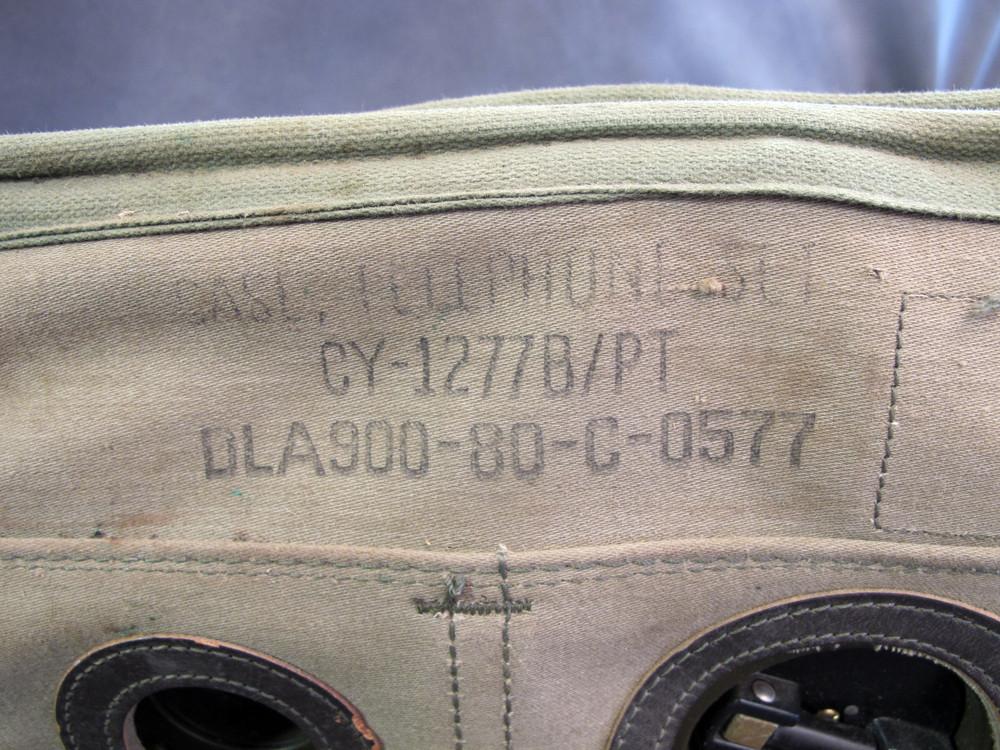 CASE, TELEPHONE SET
CY-1277B/PT
DLA900-80-C-0577